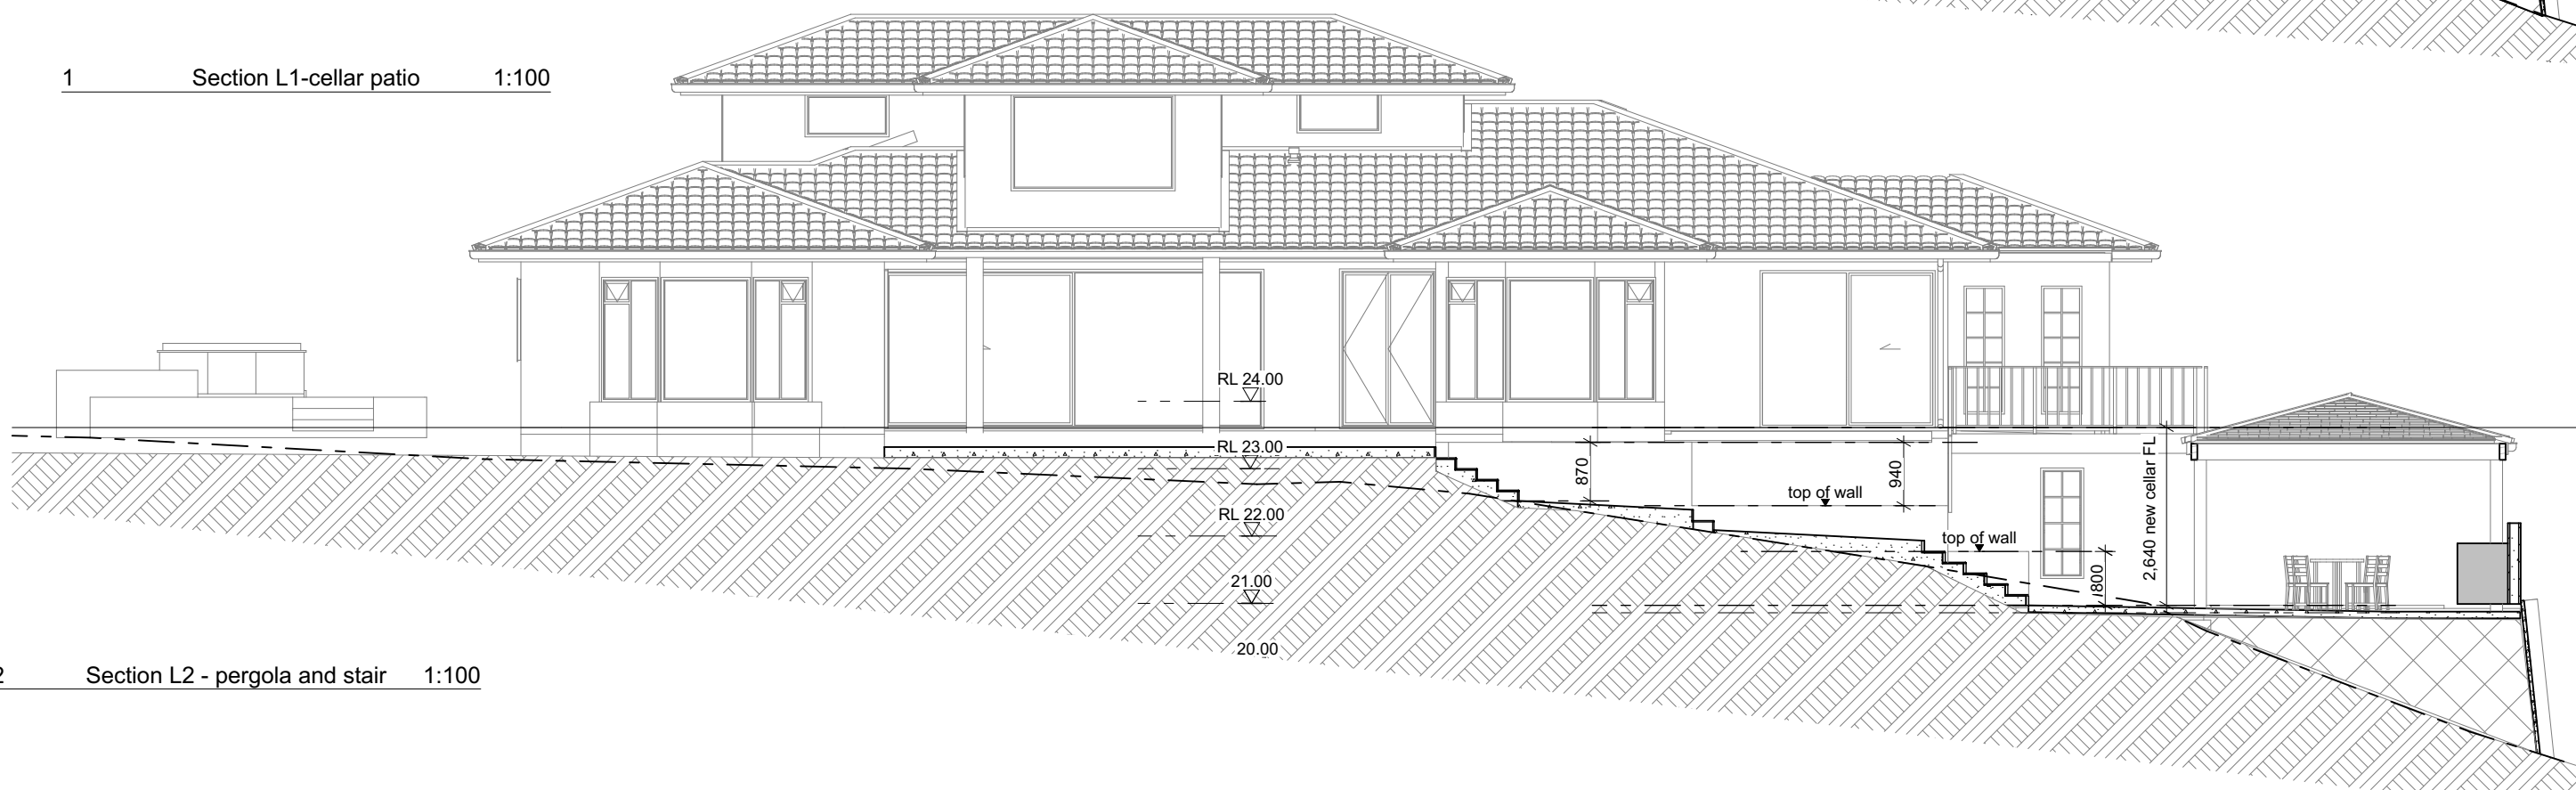 1 Section L1-cellar patio 1:100
RL 24.00
RL 23.00
870
940
2,640 new cellar FL
top of wall
RL 22.00
top of wall
800
21.00
20.00
2 Section L2 - pergola and stair 1:100